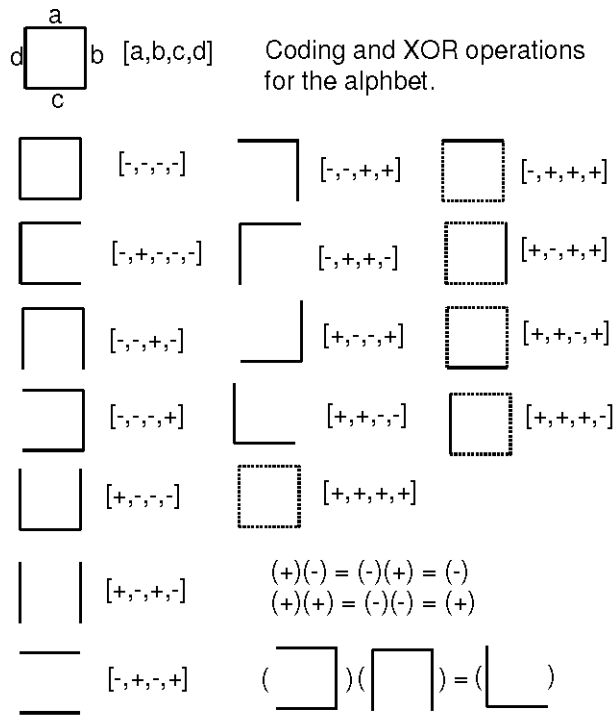 a
d b [a,b,c,d] Coding and XOR operations
c for the alphbet.
[-,-,-,-] [-,-,+,+] [-,+,+,+]
[-,+,-,-,-] [-,+,+,-] [+,-,+,+]
[-,-,+,-] [+,-,-,+] [+,+,-,+]
[-,-,-,+] [+,+,-,-] [+,+,+,-]
[+,-,-,-] [+,+,+,+]
[+,-,+,-] (+)(-) = (-)(+) = (-)
(+)(+) = (-)(-) = (+)
[-,+,-,+] ( )( ) = ( )